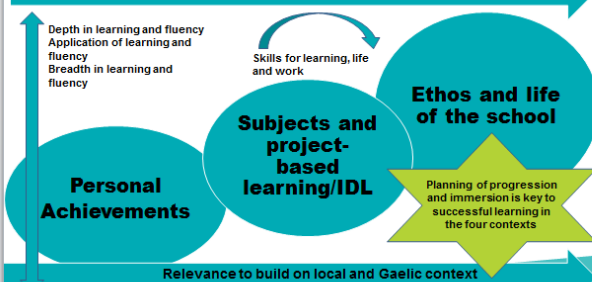 Depth in learning and fluency
Application of learning and
fluency
Breadth in learning and
fluency
Skills for learning, life
and work
Ethos and life
of the school
Subjects and
project-
based
learning/IDL
Personal
Achievements
Planning of progression
and immersion is key to
successful learning in
the four contexts
Relevance to build on local and Gaelic context